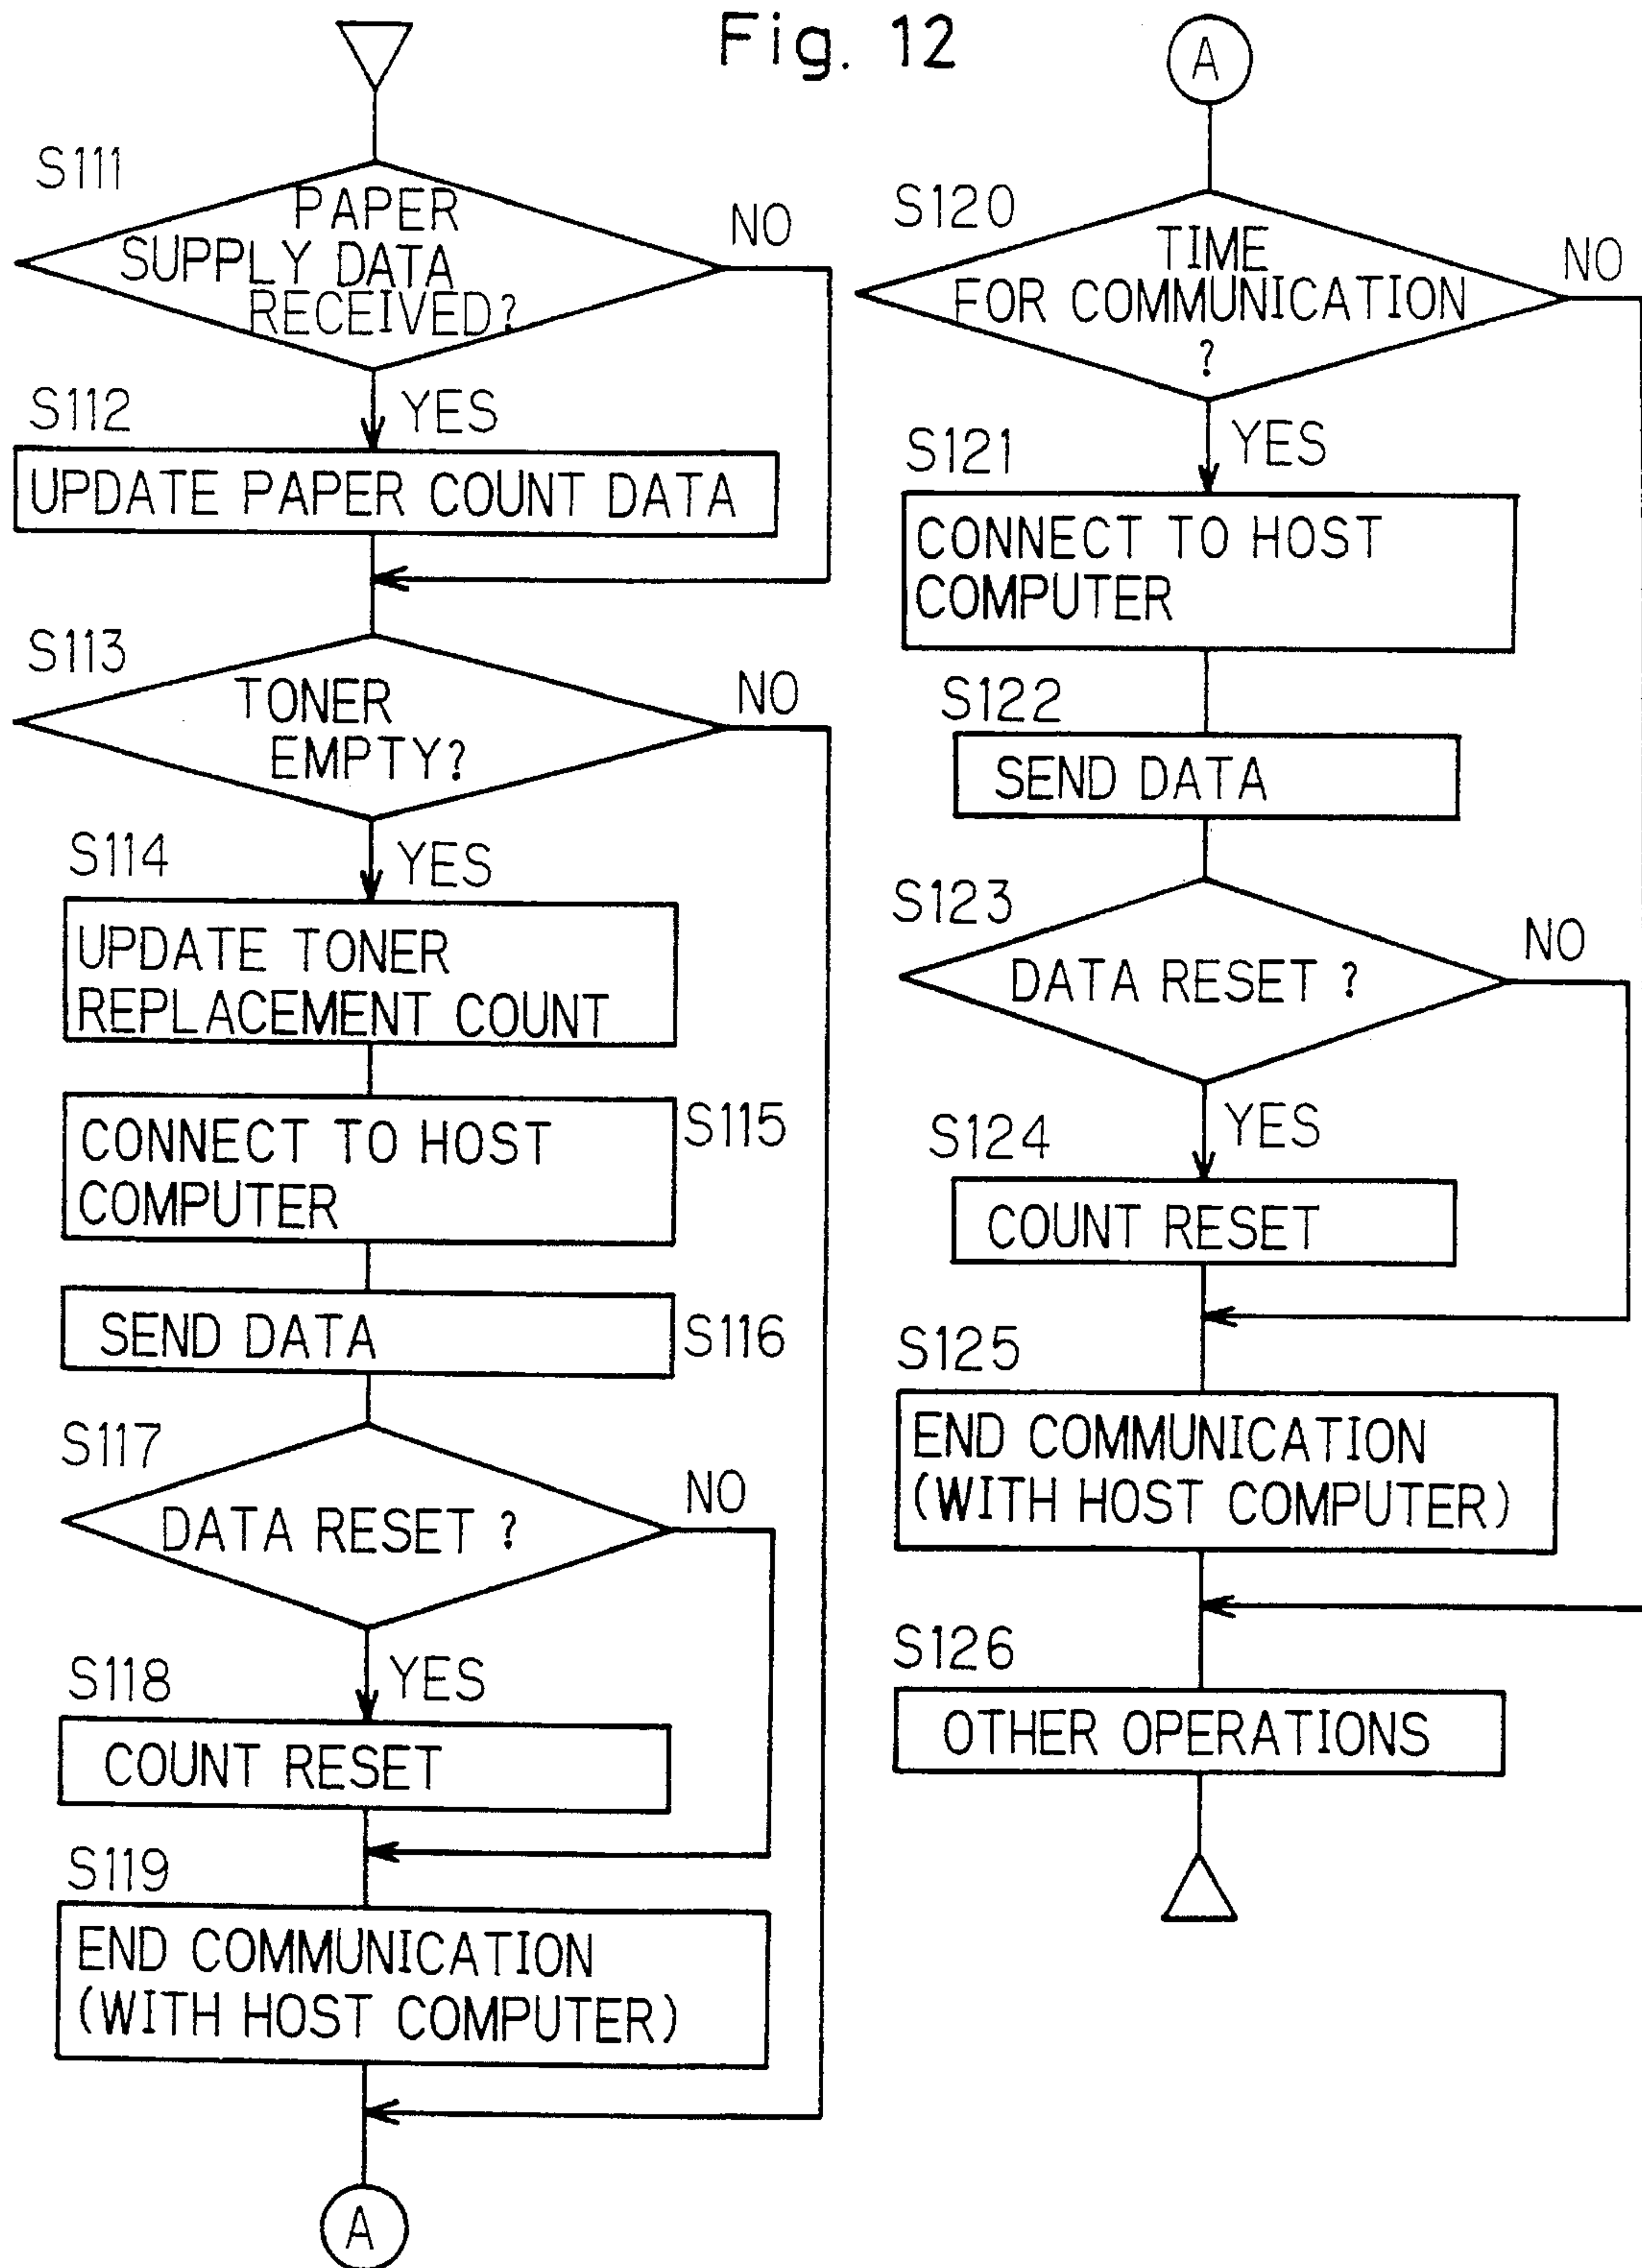 Fig. 12
S111
PAPER
SUPPLY DATA
RECEIVED?
NO
YES
S112
UPDATE PAPER COUNT DATA
S113
TONER
EMPTY?
NO
YES
S114
UPDATE TONER
REPLACEMENT COUNT
CONNECT TO HOST
COMPUTER
S115
SEND DATA
S116
S117
DATA RESET ?
NO
YES
S118
COUNT RESET
S119
END COMMUNICATION
(WITH HOST COMPUTER)
A
A
S120
TIME
FOR COMMUNICATION
?
NO
YES
S121
CONNECT TO HOST
COMPUTER
S122
SEND DATA
S123
DATA RESET ?
NO
YES
S124
COUNT RESET
S125
END COMMUNICATION
(WITH HOST COMPUTER)
S126
OTHER OPERATIONS